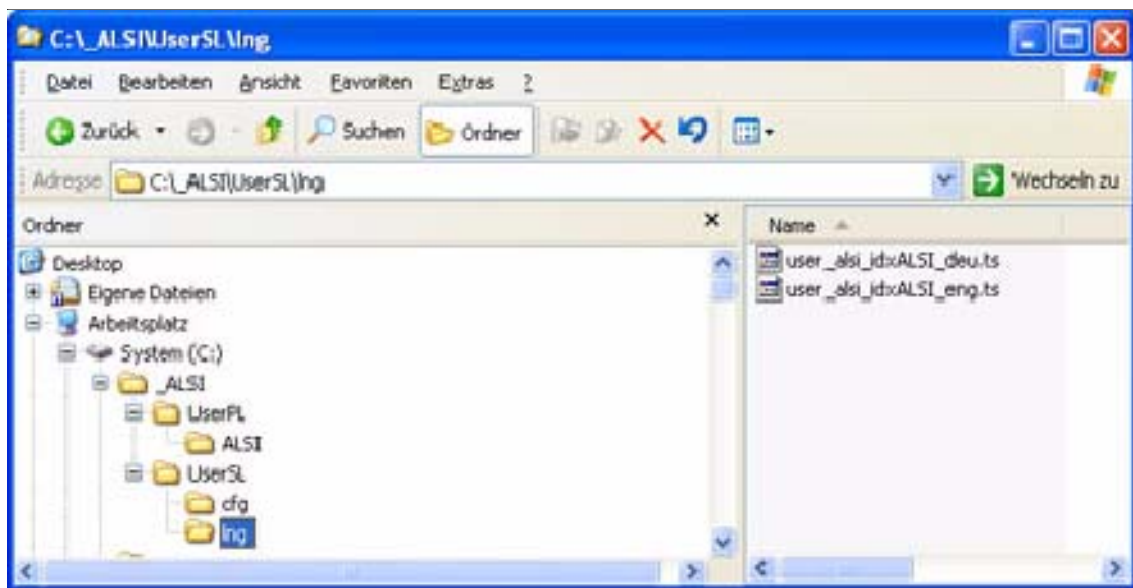 C:\_ALSI\UserSL\lng
Datei Bearbeiten Ansicht Favoriten Extras ?
Zurück Suchen Ordner
Adresse C:\_ALSI\UserSL\lng Wechseln zu
Ordner
Desktop
Eigene Dateien
Arbeitsplatz
System (C:)
_ALSI
UserPL
ALSI
UserSL
cfg
lng
Name
user_alsi_idxALSI_deu.ts
user_alsi_idxALSI_eng.ts